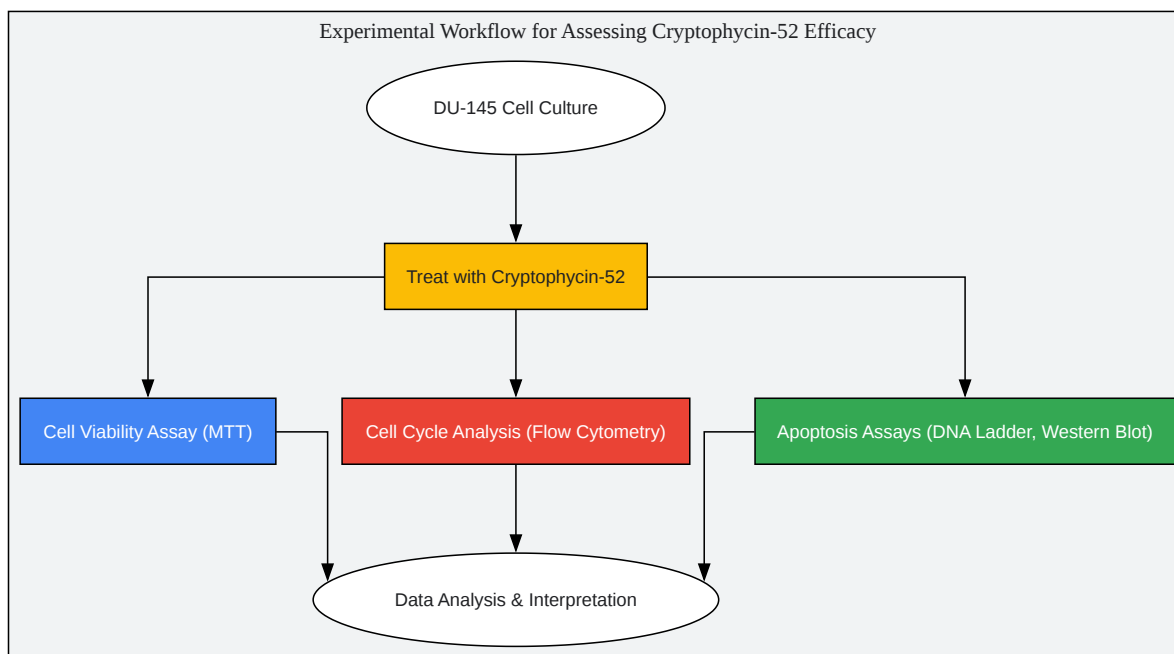 Experimental Workflow for Assessing Cryptophycin-52 Efficacy
DU-145 Cell Culture
Treat with Cryptophycin-52
Cell Viability Assay (MTT)
Cell Cycle Analysis (Flow Cytometry)
Apoptosis Assays (DNA Ladder, Western Blot)
Data Analysis & Interpretation